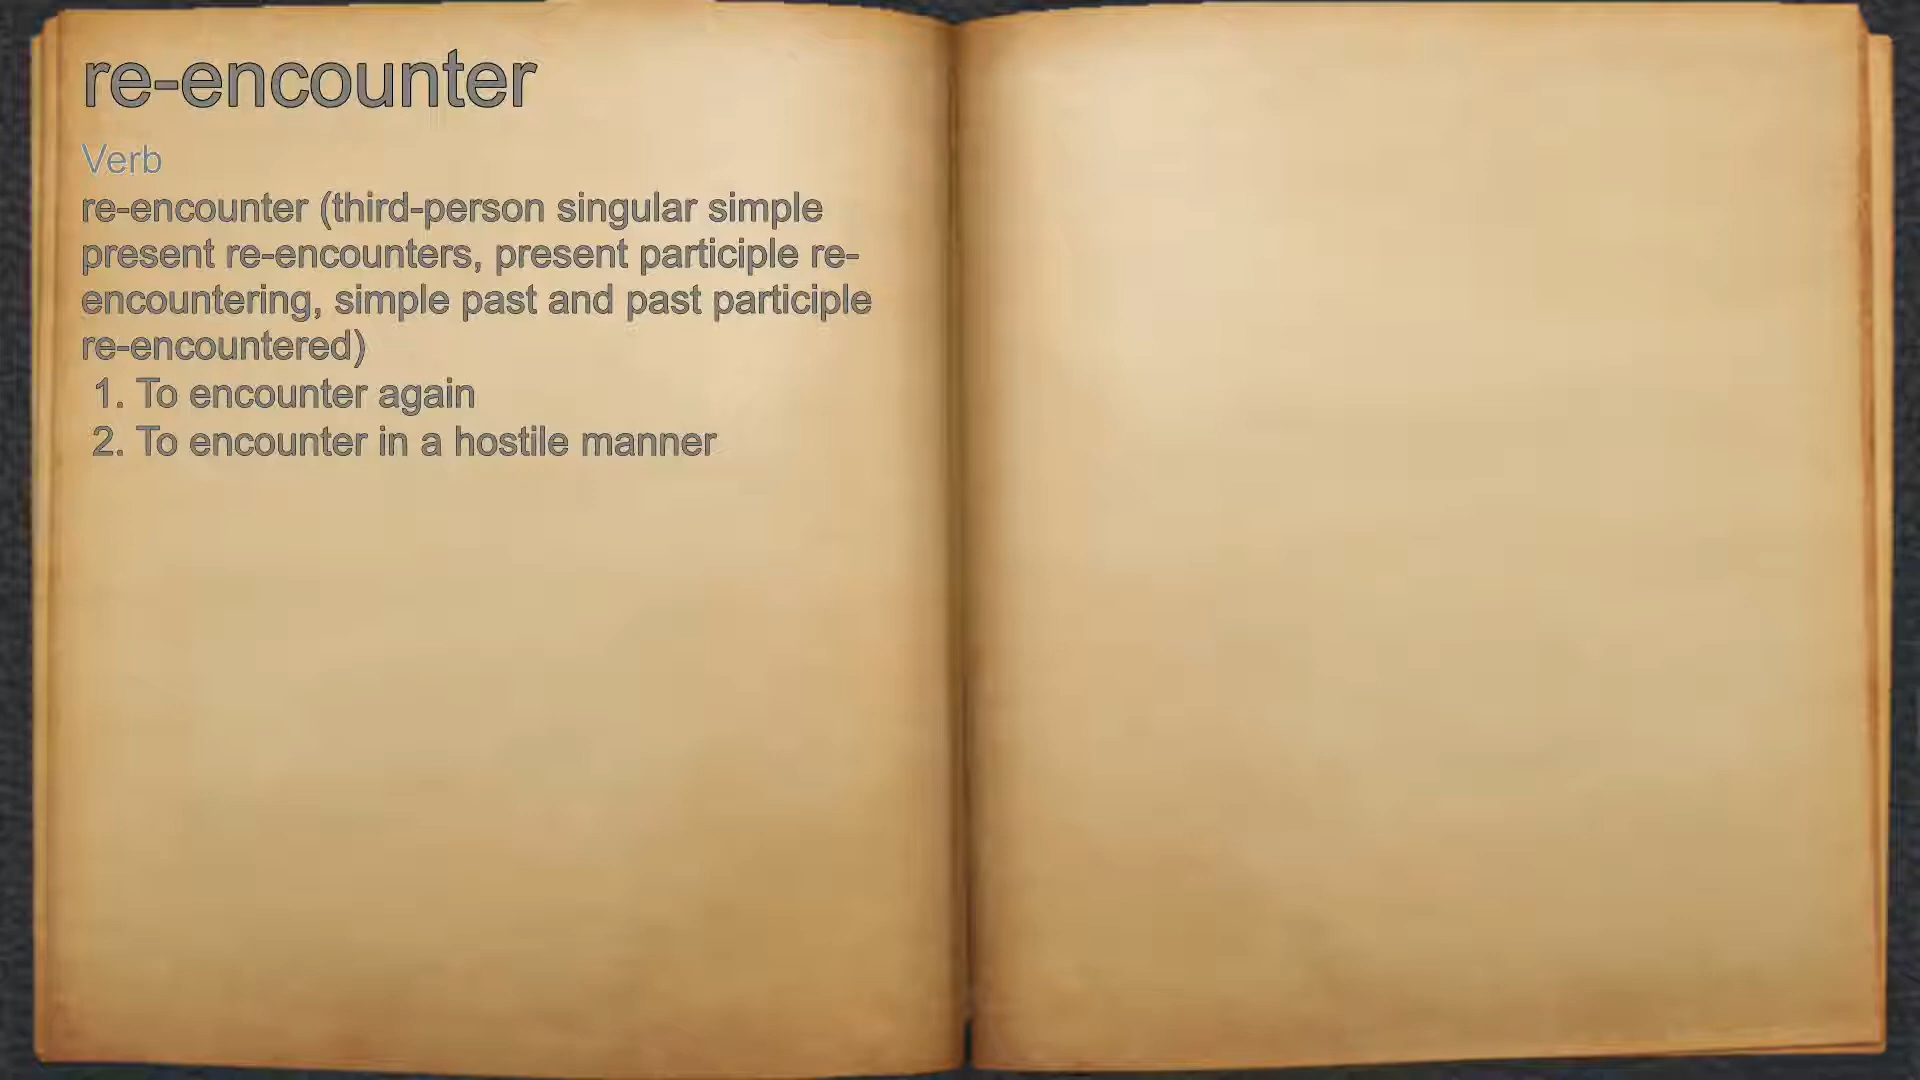 re-encounter
Verb
re-encounter (third-person singular simple
present re-encounters, present participle re-
encountering, simple past and past participle
re-encountered)
1. To encounter again
2. To encounter in a hostile manner